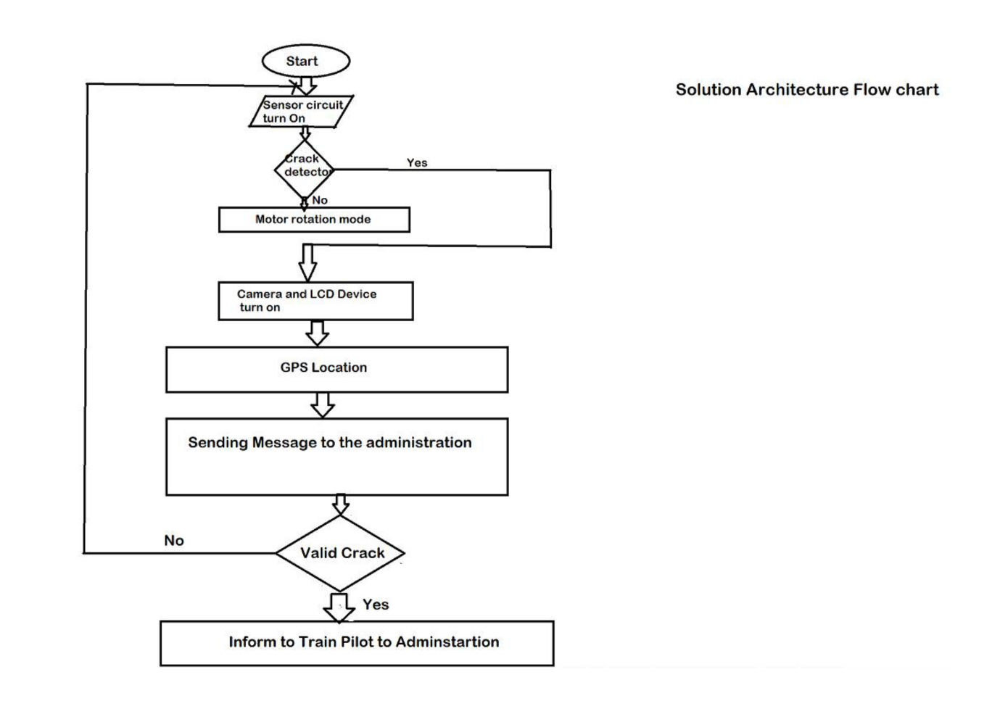 Start
Solution Architecture Flow chart
Sensor circuit
turn On
Crack
detector
Yes
No
Motor rotation mode
Camera and LCD Device
turn on
GPS Location
Sending Message to the administration
No
Valid Crack
Yes
Inform to Train Pilot to Adminstartion